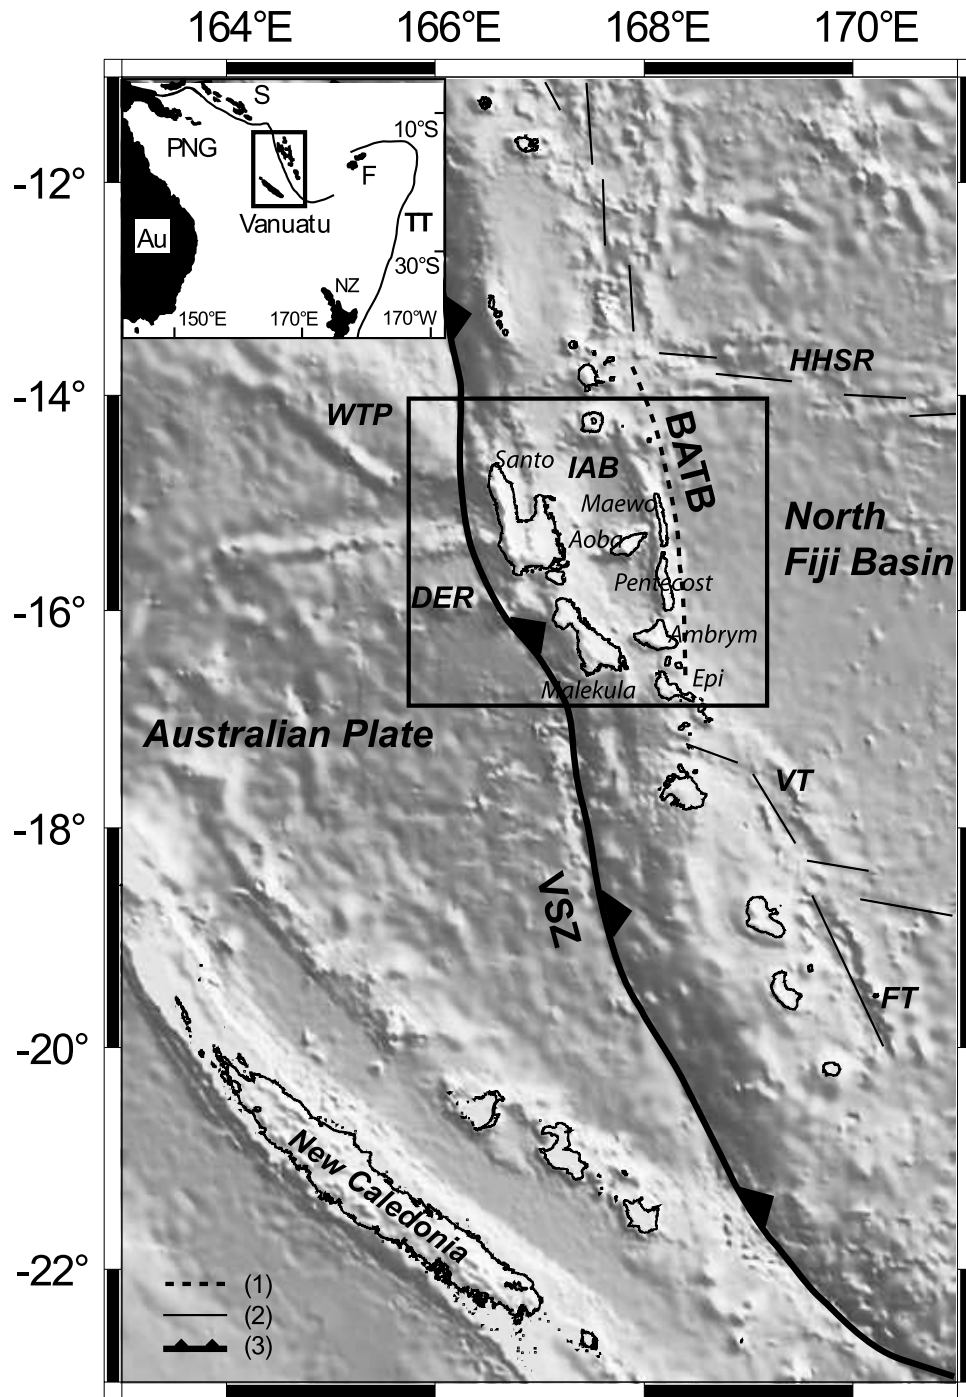 164°E 166°E 168°E 170°E
S
PNG
10°S
F
Vanuatu
TT
Au
30°S
NZ
150°E 170°E 170°W
-12°
-14°
-16°
-18°
-20°
-22°
HHSR
WTP
BATB
Santo
IAB
Maewo
Aoba
North
Fiji Basin
Pentecost
DER
Ambrym
Epi
Malekula
Australian Plate
VT
VSZ
FT
New Caledonia
(1)
(2)
(3)